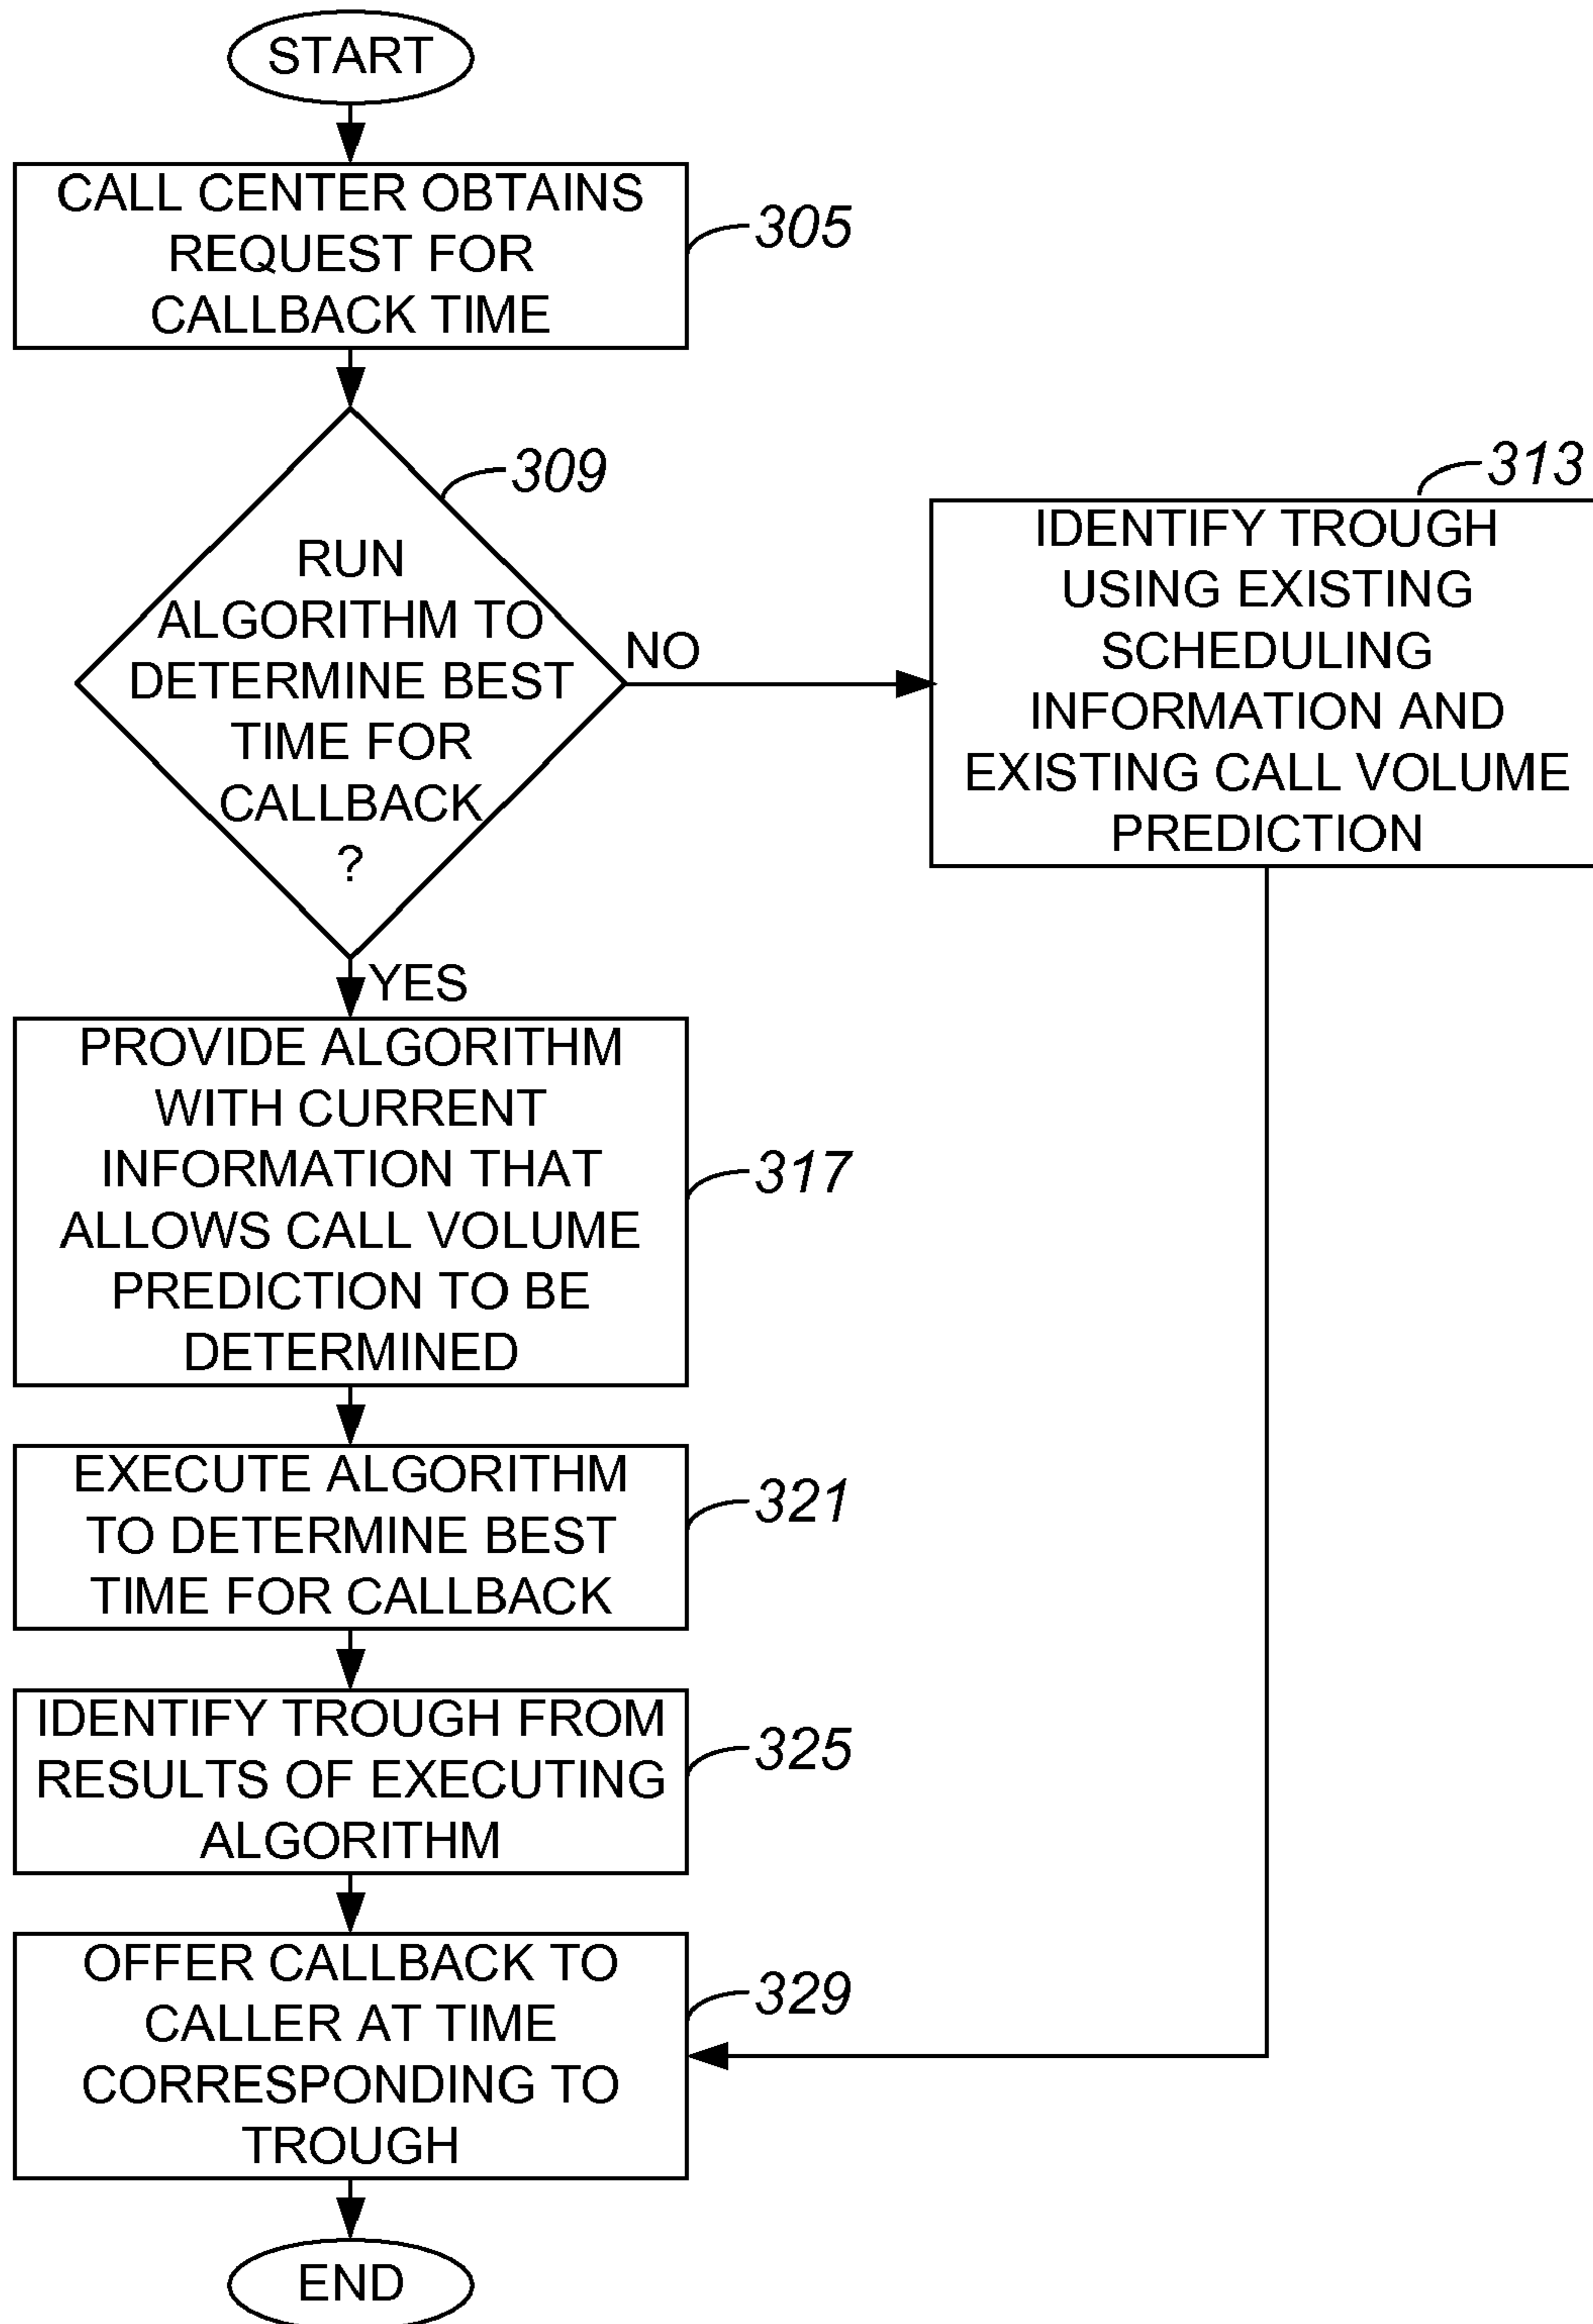 START
CALL CENTER OBTAINS
REQUEST FOR
CALLBACK TIME
305
309
RUN
ALGORITHM TO
DETERMINE BEST
TIME FOR
CALLBACK
?
NO
313
IDENTIFY TROUGH
USING EXISTING
SCHEDULING
INFORMATION AND
EXISTING CALL VOLUME
PREDICTION
YES
PROVIDE ALGORITHM
WITH CURRENT
INFORMATION THAT
ALLOWS CALL VOLUME
PREDICTION TO BE
DETERMINED
317
EXECUTE ALGORITHM
TO DETERMINE BEST
TIME FOR CALLBACK
321
IDENTIFY TROUGH FROM
RESULTS OF EXECUTING
ALGORITHM
325
OFFER CALLBACK TO
CALLER AT TIME
CORRESPONDING TO
TROUGH
329
END